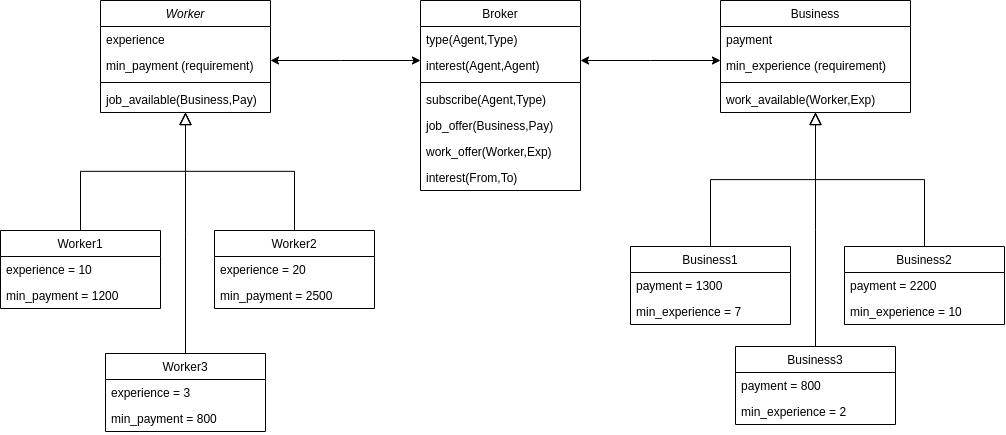 Worker
experience
min_payment (requirement)
job_available(Business,Pay)
Broker
type(Agent,Type)
interest(Agent,Agent)
subscribe(Agent,Type)
job_offer(Business,Pay)
work_offer(Worker,Exp)
interest(From,To)
Business
payment
min_experience (requirement)
work_available(Worker,Exp)
Worker1
experience = 10
min_payment = 1200
Worker2
experience = 20
min_payment = 2500
Worker3
experience = 3
min_payment = 800
Business1
payment = 1300
min_experience = 7
Business2
payment = 2200
min_experience = 10
Business3
payment = 800
min_experience = 2